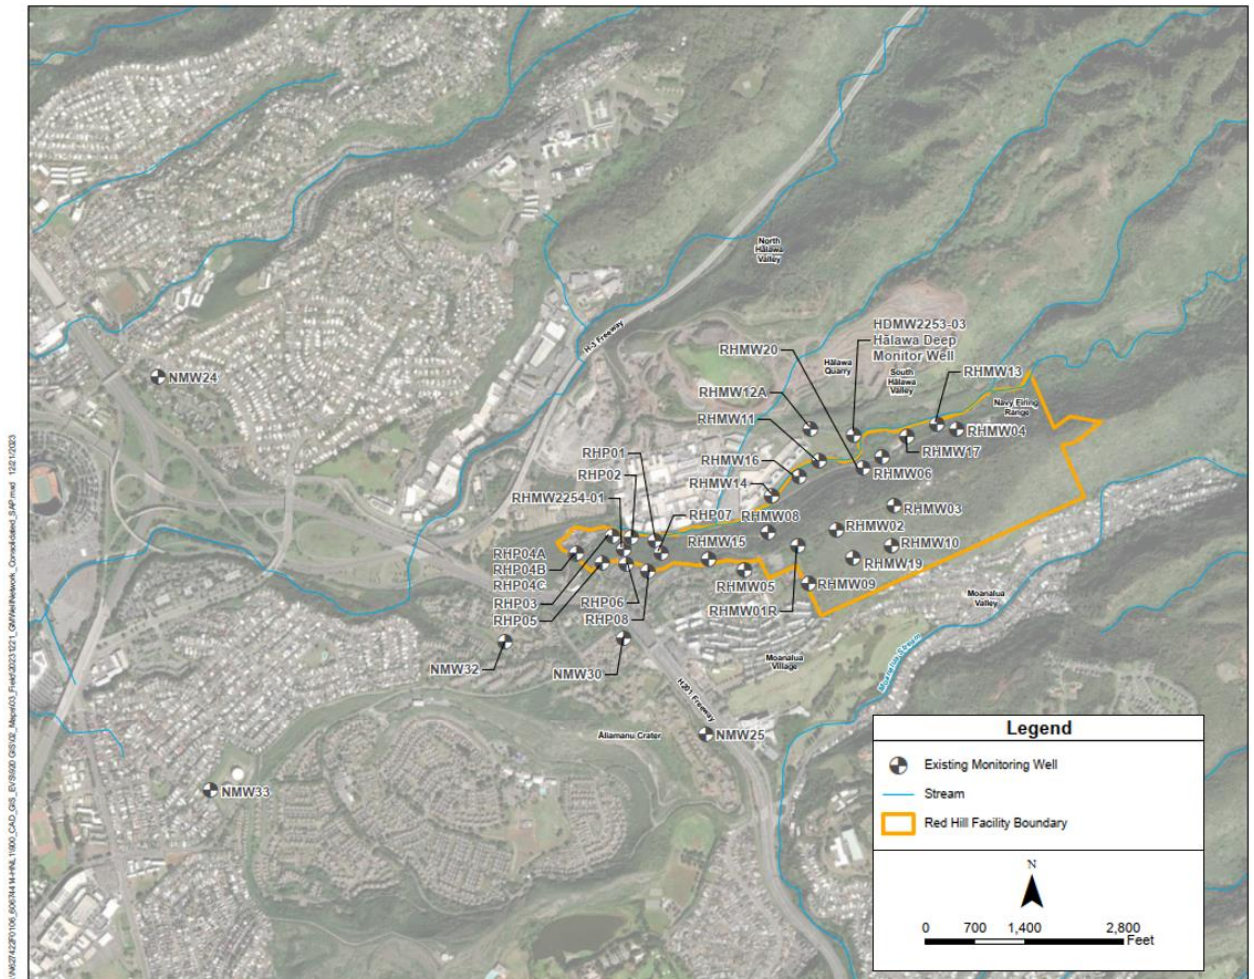 North
Hālawa
Valley
H-3 Freeway
HDMW2253-03
Hālawa Deep
Monitor Well
RHMW20
Hālawa
Quarry
South
Hālawa
Valley
RHMW13
NMW24
RHMW12A
Navy Firing
Range
RHMW11
RHMW04
RHMW17
RHP01
RHMW16
RHMW06
RHP02
RHMW14
RHMW2254-01
RHP07
RHMW03
RHMW08
RHMW02
RHMW15
RHMW10
RHP04A
RHP04B
RHP04C
RHMW19
RHMW05
RHMW09
Moanalua
Valley
RHP03
RHP06
RHP05
RHP08
RHMW01R
Moanalua
Village
Moanalua Stream
NMW32
NMW30
H201 Freeway
NMW25
Āliamanu Crater
NMW33
Legend
Existing Monitoring Well
Stream
Red Hill Facility Boundary
N
0 700 1,400 2,800
Feet